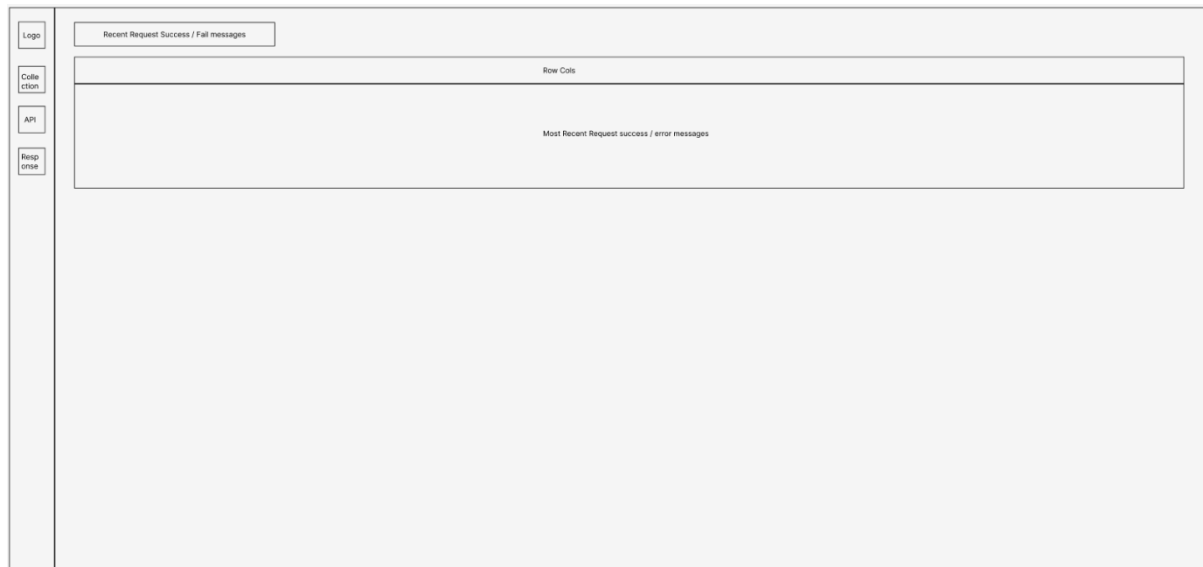 Logo
Recent Request Success / Fail messages
Row Cols
Colle
ction
API
Most Recent Request success / error messages
Resp
onse